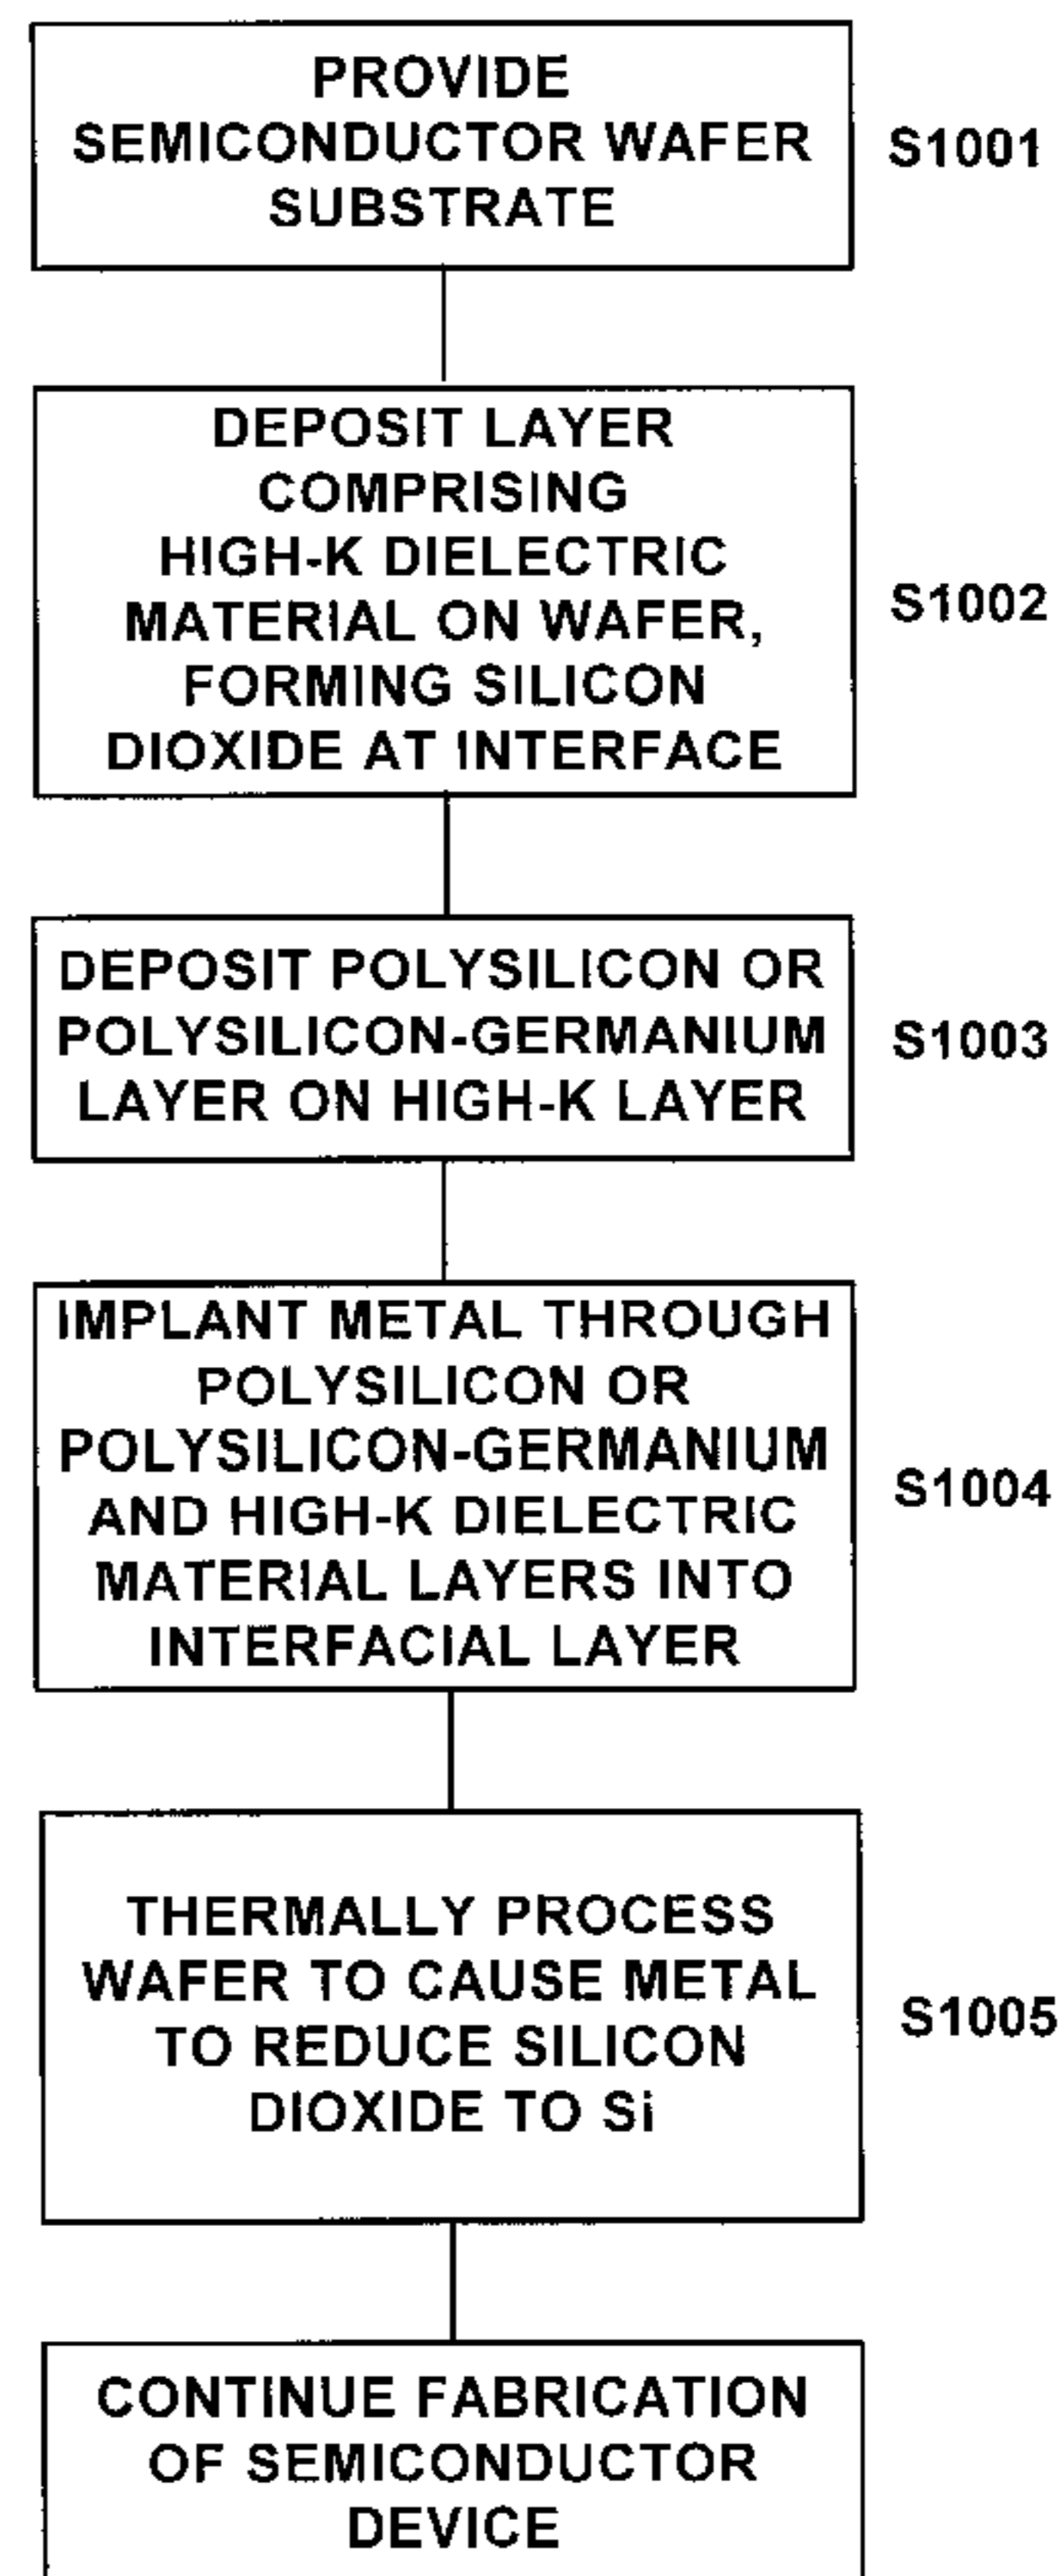 PROVIDE
SEMICONDUCTOR WAFER
SUBSTRATE
S1001
DEPOSIT LAYER
COMPRISING
HIGH-K DIELECTRIC
MATERIAL ON WAFER,
FORMING SILICON
DIOXIDE AT INTERFACE
S1002
DEPOSIT POLYSILICON OR
POLYSILICON-GERMANIUM
LAYER ON HIGH-K LAYER
S1003
IMPLANT METAL THROUGH
POLYSILICON OR
POLYSILICON-GERMANIUM
AND HIGH-K DIELECTRIC
MATERIAL LAYERS INTO
INTERFACIAL LAYER
S1004
THERMALLY PROCESS
WAFER TO CAUSE METAL
TO REDUCE SILICON
DIOXIDE TO Si
S1005
CONTINUE FABRICATION
OF SEMICONDUCTOR
DEVICE